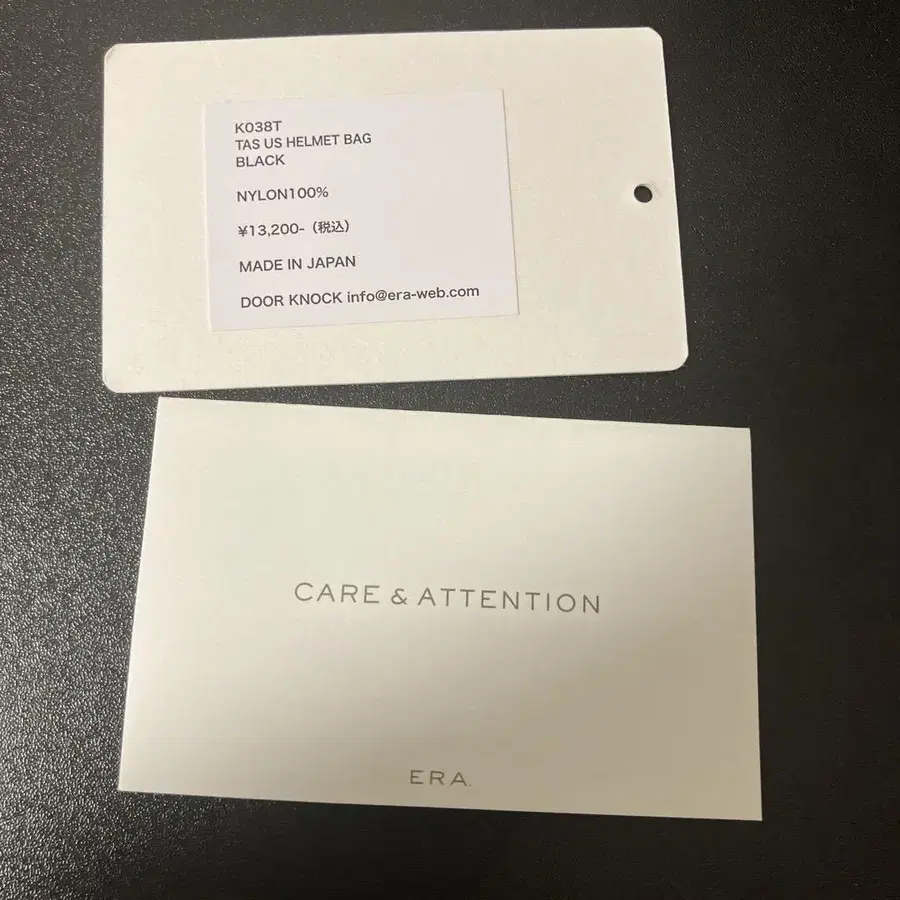 K038T
TAS US HELMET BAG
BLACK
NYLON100%
¥13,200-（税込）
MADE IN JAPAN
DOOR KNOCK info@era-web.com
CARE & ATTENTION
ERA.